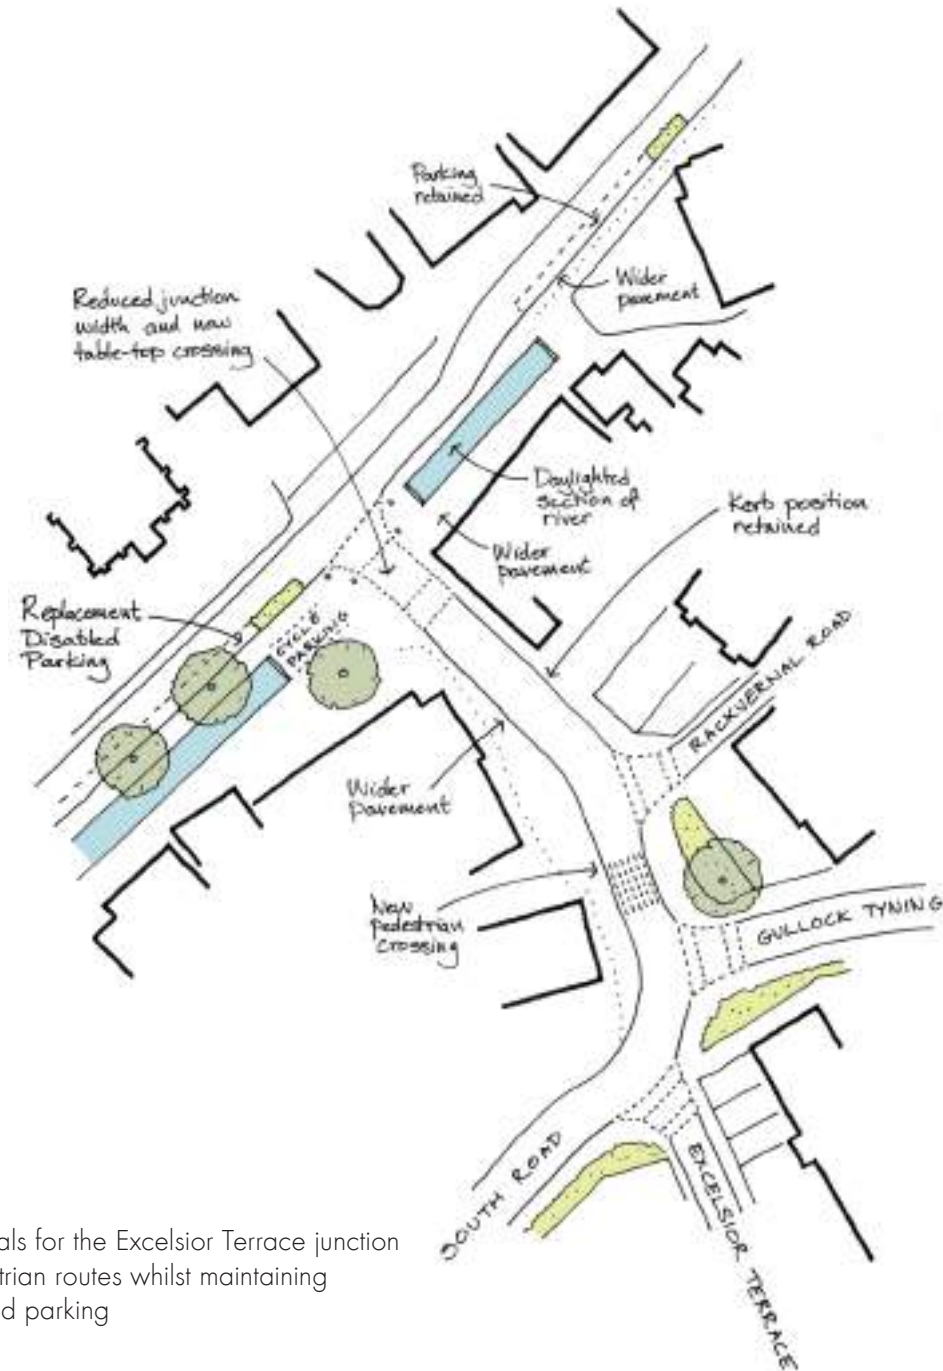 Parking
retained
Wider
pavement
Reduced junction
width and new
table-top crossing
Daylighted
section of
river
Kerb position
retained
Wider
pavement
Replacement
Disabled
Parking
CYCLE
PARKING
RACKVERNAL ROAD
Wider
pavement
New
pedestrian
crossing
GULLOCK TYNING
SOUTH ROAD
EXCELSIOR TERRACE
als for the Excelsior Terrace junction
trian routes whilst maintaining
d parking